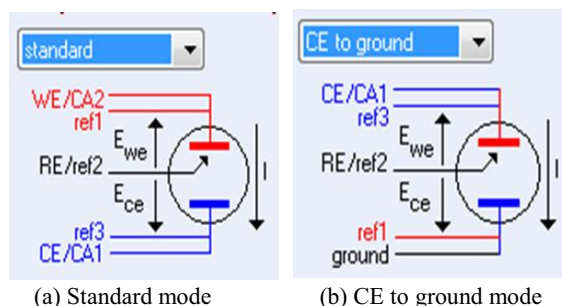 standard
WE/CA2
ref1
E we
RE/ref2
I
E ce
ref3
CE/CA1
(a) Standard mode
CE to ground
CE/CA1
ref3
E we
RE/ref2
I
E ce
ref1
ground
(b) CE to ground mode